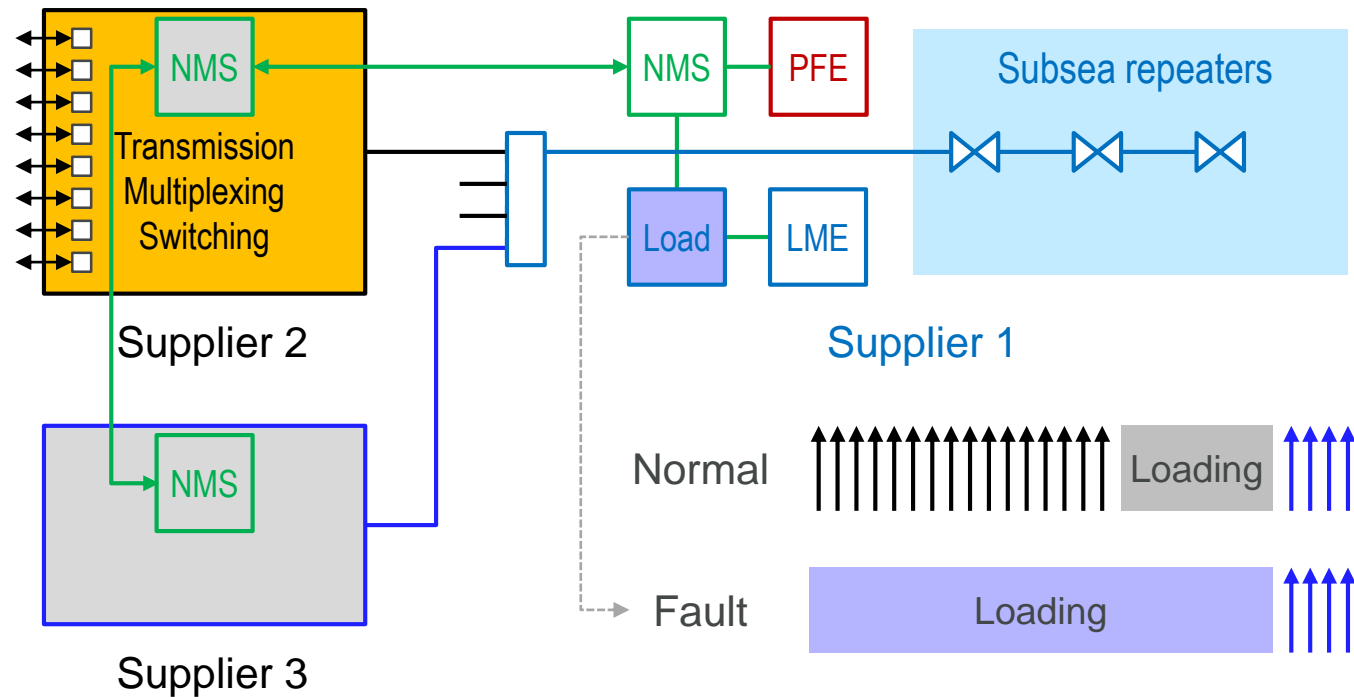 NMS
NMS
PFE
Subsea repeaters
Transmission
Multiplexing
Switching
Load
LME
Supplier 2
Supplier 1
NMS
Normal
Loading
Fault
Loading
Supplier 3